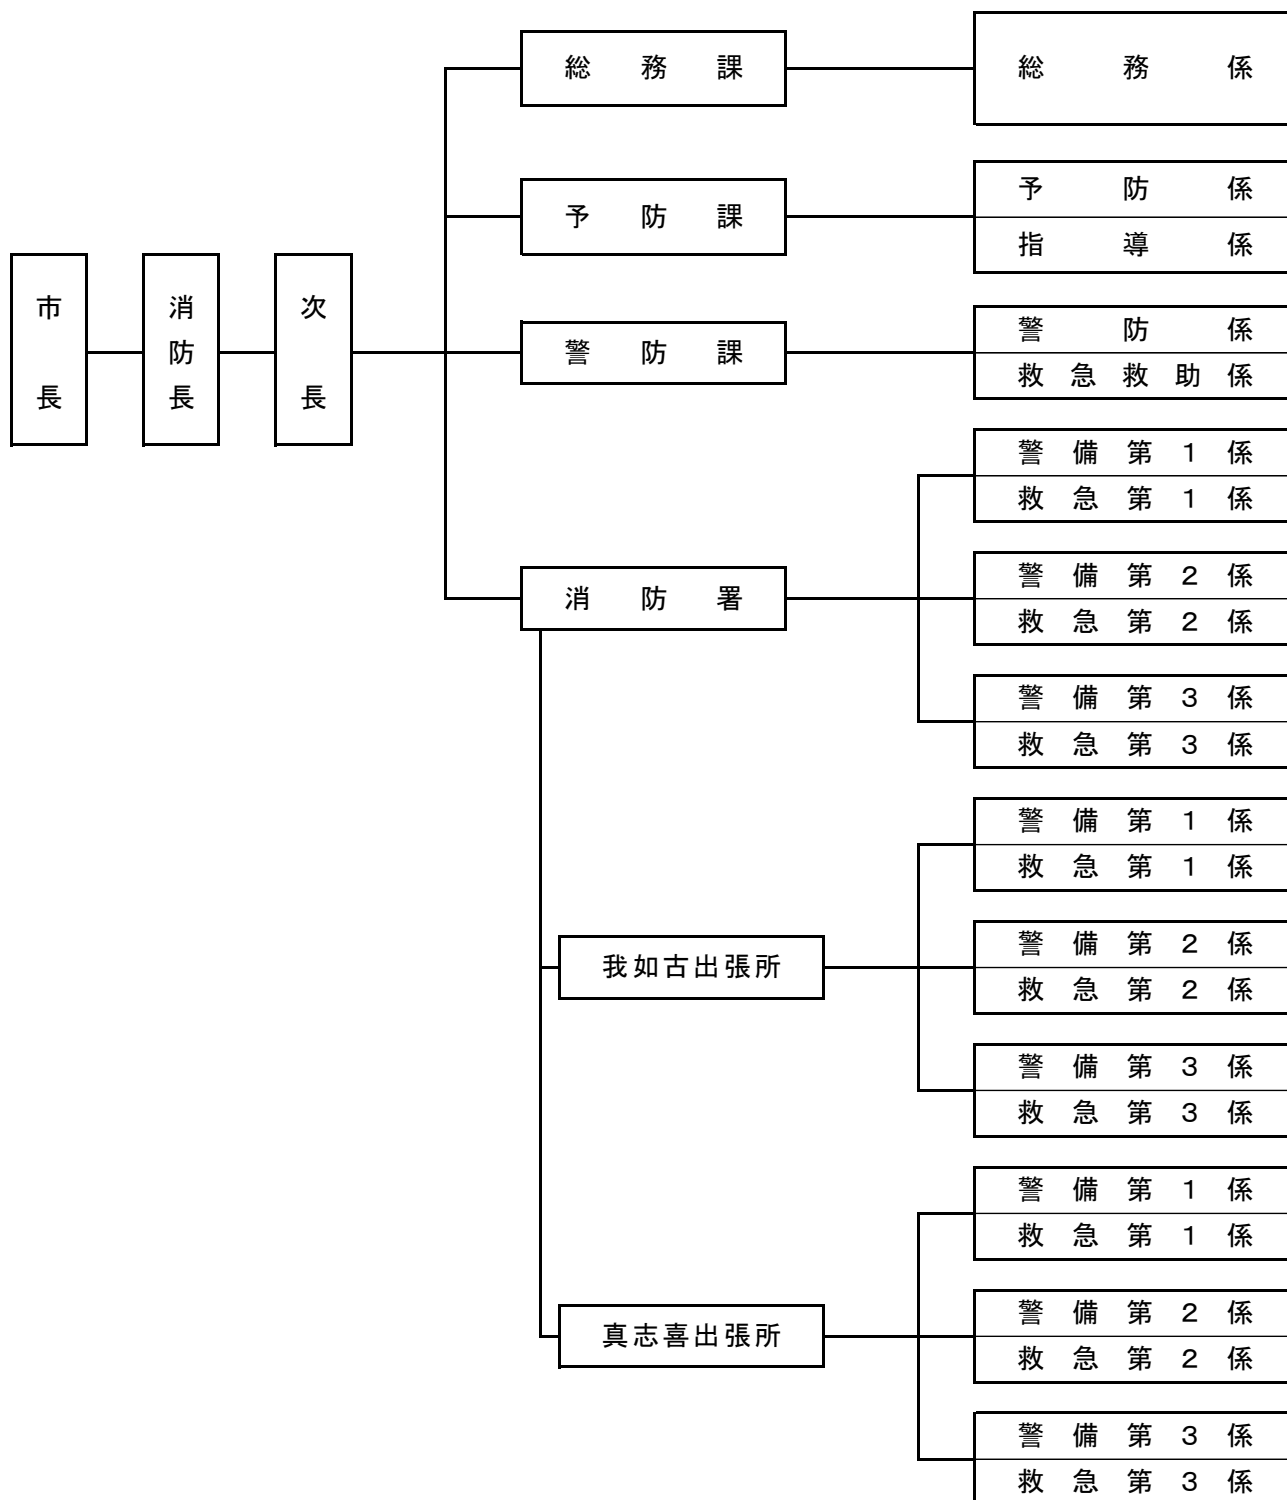 市長
消防長
次長
総務課
総務係
予防課
予防係
指導係
警防課
警防係
救急救助係
消防署
警備第1係
救急第1係
警備第2係
救急第2係
警備第3係
救急第3係
我如古出張所
警備第1係
救急第1係
警備第2係
救急第2係
警備第3係
救急第3係
真志喜出張所
警備第1係
救急第1係
警備第2係
救急第2係
警備第3係
救急第3係